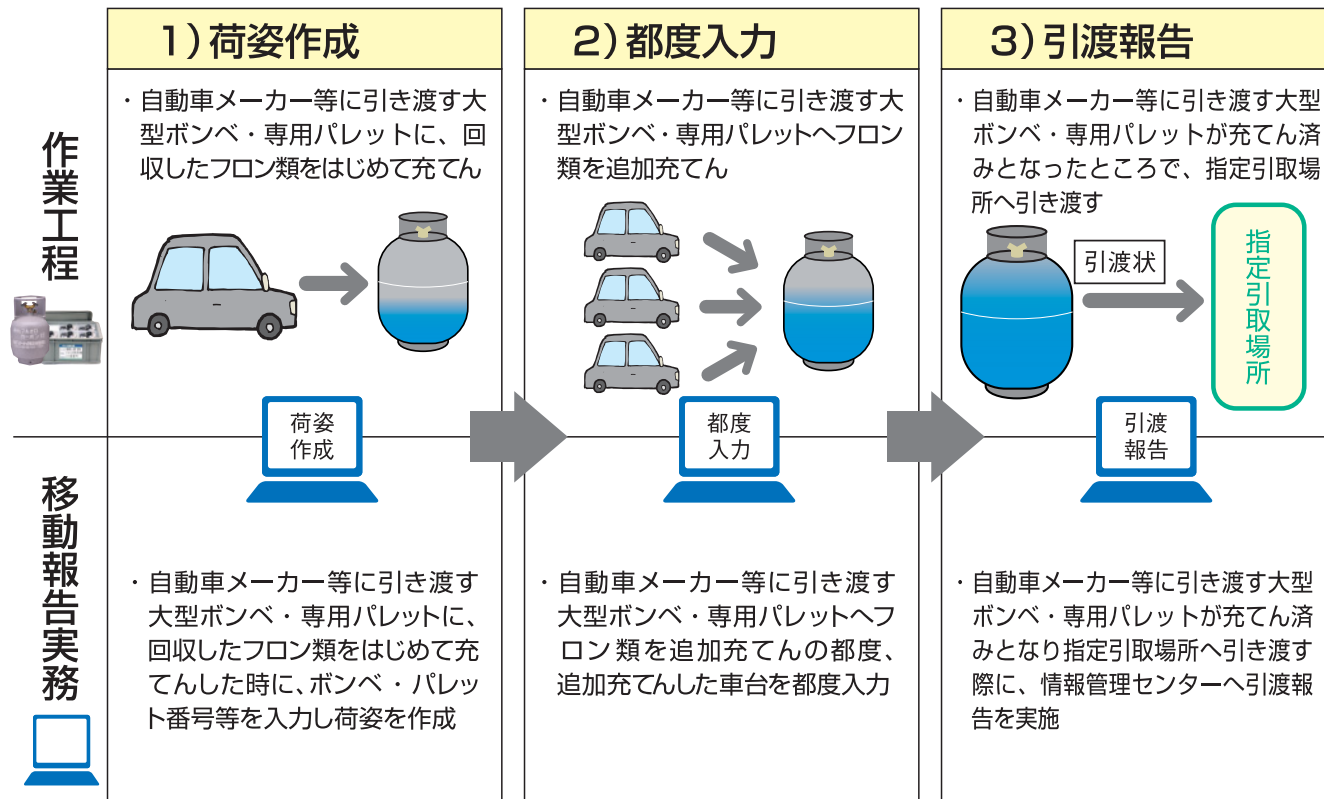 1）荷姿作成
2）都度入力
3）引渡報告
作業工程
・自動車メーカー等に引き渡す大
型ボンベ・専用パレットに、回
収したフロン類をはじめて充てん
・自動車メーカー等に引き渡す大
型ボンベ・専用パレットへフロン
類を追加充てん
・自動車メーカー等に引き渡す大型
ボンベ・専用パレットが充てん済
みとなったところで、指定引取場
所へ引き渡す
引渡状
指定引取場所
荷姿
作成
都度
入力
引渡
報告
移動報告実務
・自動車メーカー等に引き渡す
大型ボンベ・専用パレットに、
回収したフロン類をはじめて充
てんした時に、ボンベ・パレッ
ト番号等を入力し荷姿を作成
・自動車メーカー等に引き渡す
大型ボンベ・専用パレットへフ
ロン類を追加充てんの都度、
追加充てんした車台を都度入力
・自動車メーカー等に引き渡す大型
ボンベ・専用パレットが充てん済
みとなり指定引取場所へ引き渡す
際に、情報管理センターへ引渡報
告を実施